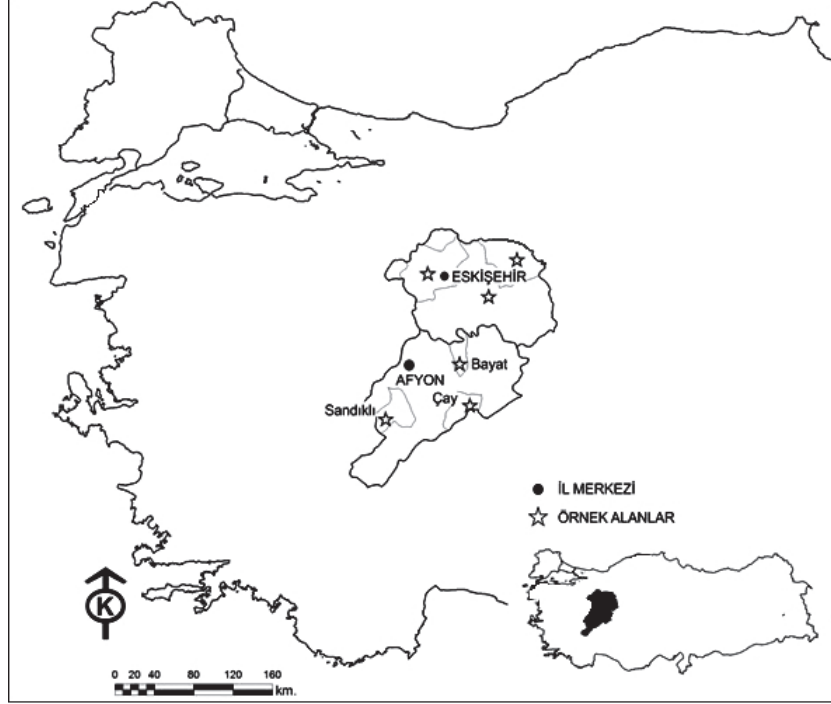 ESKİŞEHİR
Bayat
AFYON
Çay
Sandıklı
İL MERKEZİ
ÖRNEK ALANLAR
K
0 20 40 80 120 160
km.